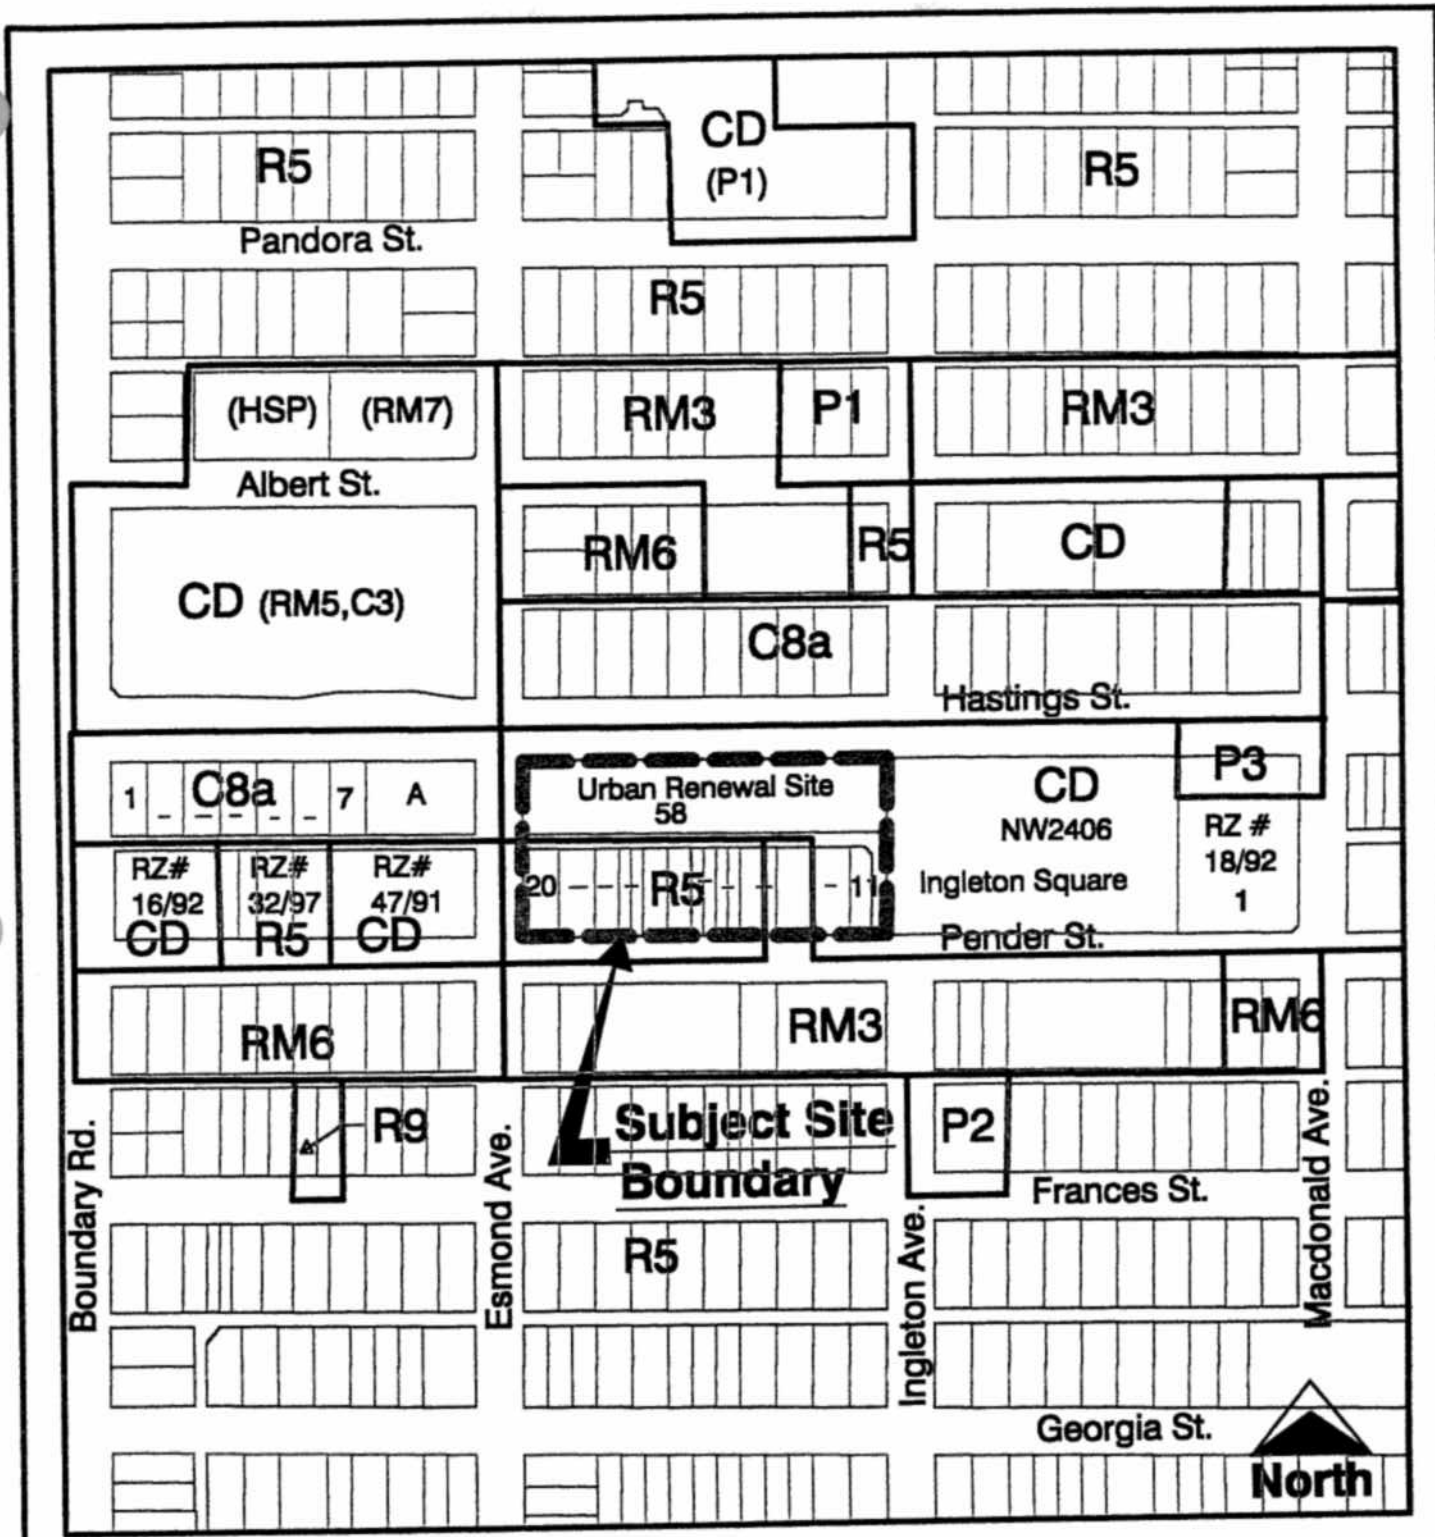 CD
R5
(P1)
R5
Pandora St.
R5
(HSP) (RM7)
RM3
P1
RM3
Albert St.
RM6
R5
CD
CD (RM5,C3)
C8a
Hastings St.
1 C8a 7 A
Urban Renewal Site
58
CD
P3
NW2406
RZ #
18/92
1
RZ#
16/92
CD
RZ#
32/97
R5
RZ#
47/91
CD
20 R5 11
Ingleton Square
Pender St.
RM6
RM3
RM6
R9
Subject Site
Boundary
P2
Frances St.
Boundary Rd.
Esmond Ave.
R5
Ingleton Ave.
Macdonald Ave.
Georgia St.
North